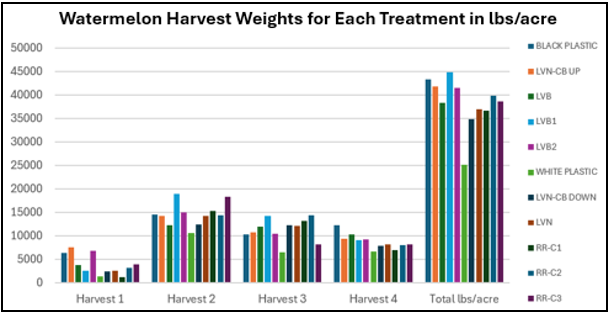 Watermelon Harvest Weights for Each Treatment in lbs/acre
50000
45000
40000
35000
30000
25000
20000
15000
10000
5000
0
Harvest 1 Harvest 2 Harvest 3 Harvest 4 Total lbs/acre
BLACK PLASTIC
LVN-CB UP
LVB
LVB1
LVB2
WHITE PLASTIC
LVN-CB DOWN
LVN
RR-C1
RR-C2
RR-C3